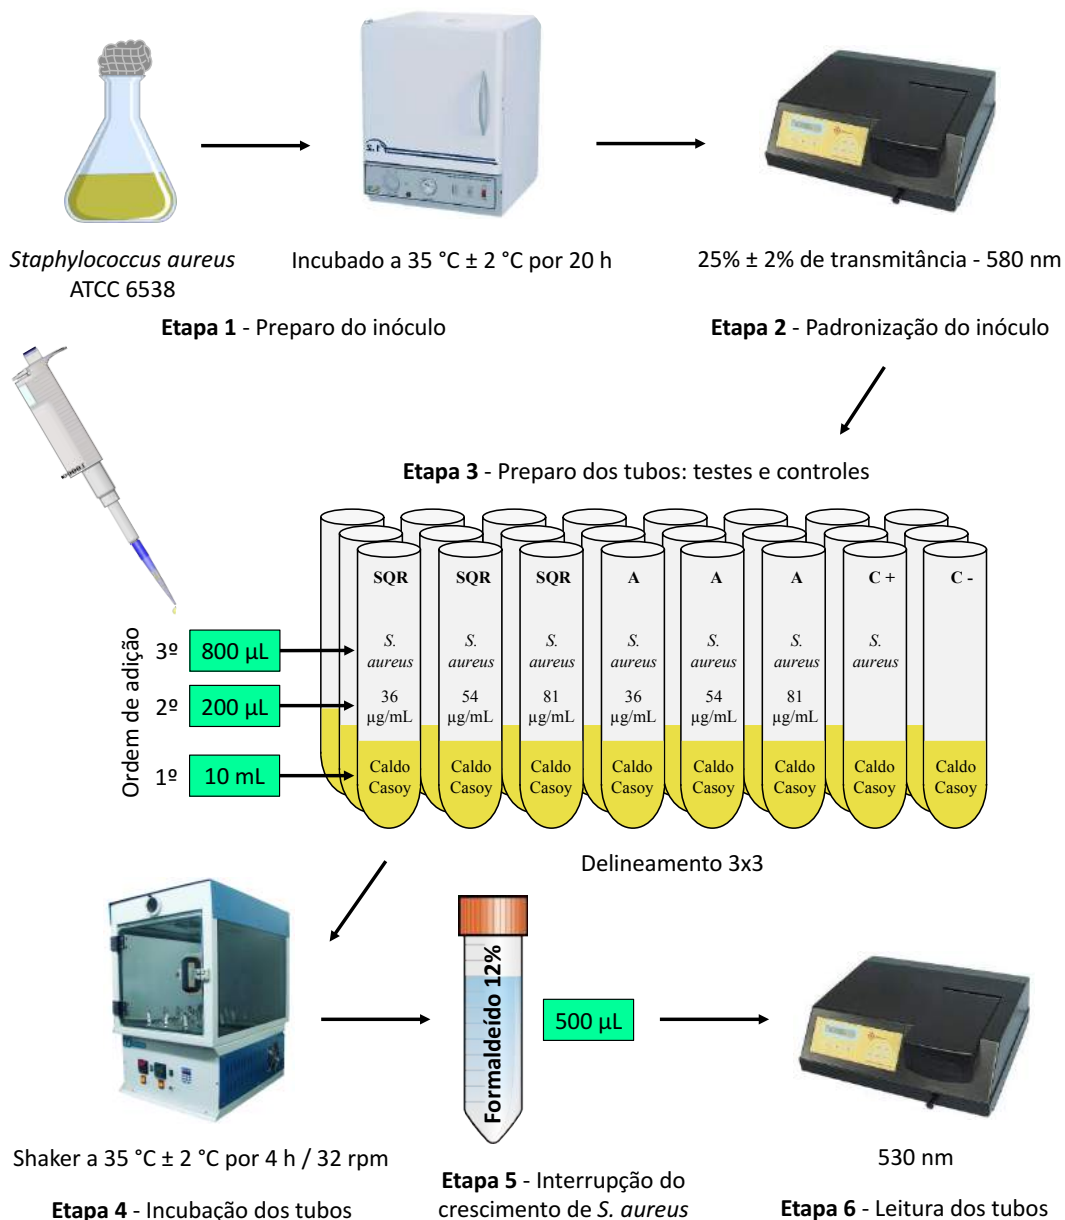 Staphylococcus aureus
ATCC 6538
Incubado a 35 °C ± 2 °C por 20 h
25% ± 2% de transmitância - 580 nm
Etapa 1 - Preparo do inóculo
Etapa 2 - Padronização do inóculo
Etapa 3 - Preparo dos tubos: testes e controles
SQR SQR SQR A A A C + C -
Ordem de adição
3º 800 µL
S. aureus
S. aureus
S. aureus
S. aureus
S. aureus
S. aureus
S. aureus
2º 200 µL
36 µg/mL
54 µg/mL
81 µg/mL
36 µg/mL
54 µg/mL
81 µg/mL
1º 10 mL
Caldo Casoy
Caldo Casoy
Caldo Casoy
Caldo Casoy
Caldo Casoy
Caldo Casoy
Caldo Casoy
Caldo Casoy
Delineamento 3x3
Formaldeído 12%
500 µL
Shaker a 35 °C ± 2 °C por 4 h / 32 rpm
Etapa 4 - Incubação dos tubos
Etapa 5 - Interrupção do
crescimento de S. aureus
530 nm
Etapa 6 - Leitura dos tubos